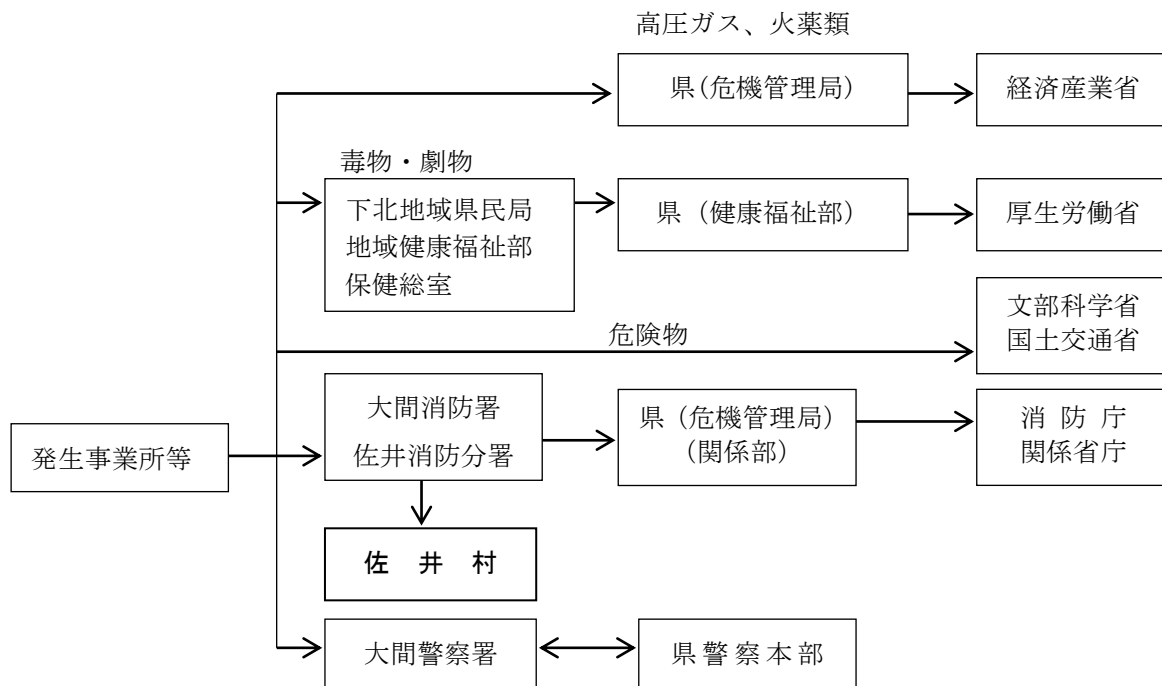 高圧ガス、火薬類
県(危機管理局)
経済産業省
毒物・劇物
下北地域県民局
地域健康福祉部
保健総室
県（健康福祉部）
厚生労働省
危険物
文部科学省
国土交通省
発生事業所等
大間消防署
佐井消防分署
県（危機管理局）
（関係部）
消 防 庁
関係省庁
佐 井 村
大間警察署
県警察本部